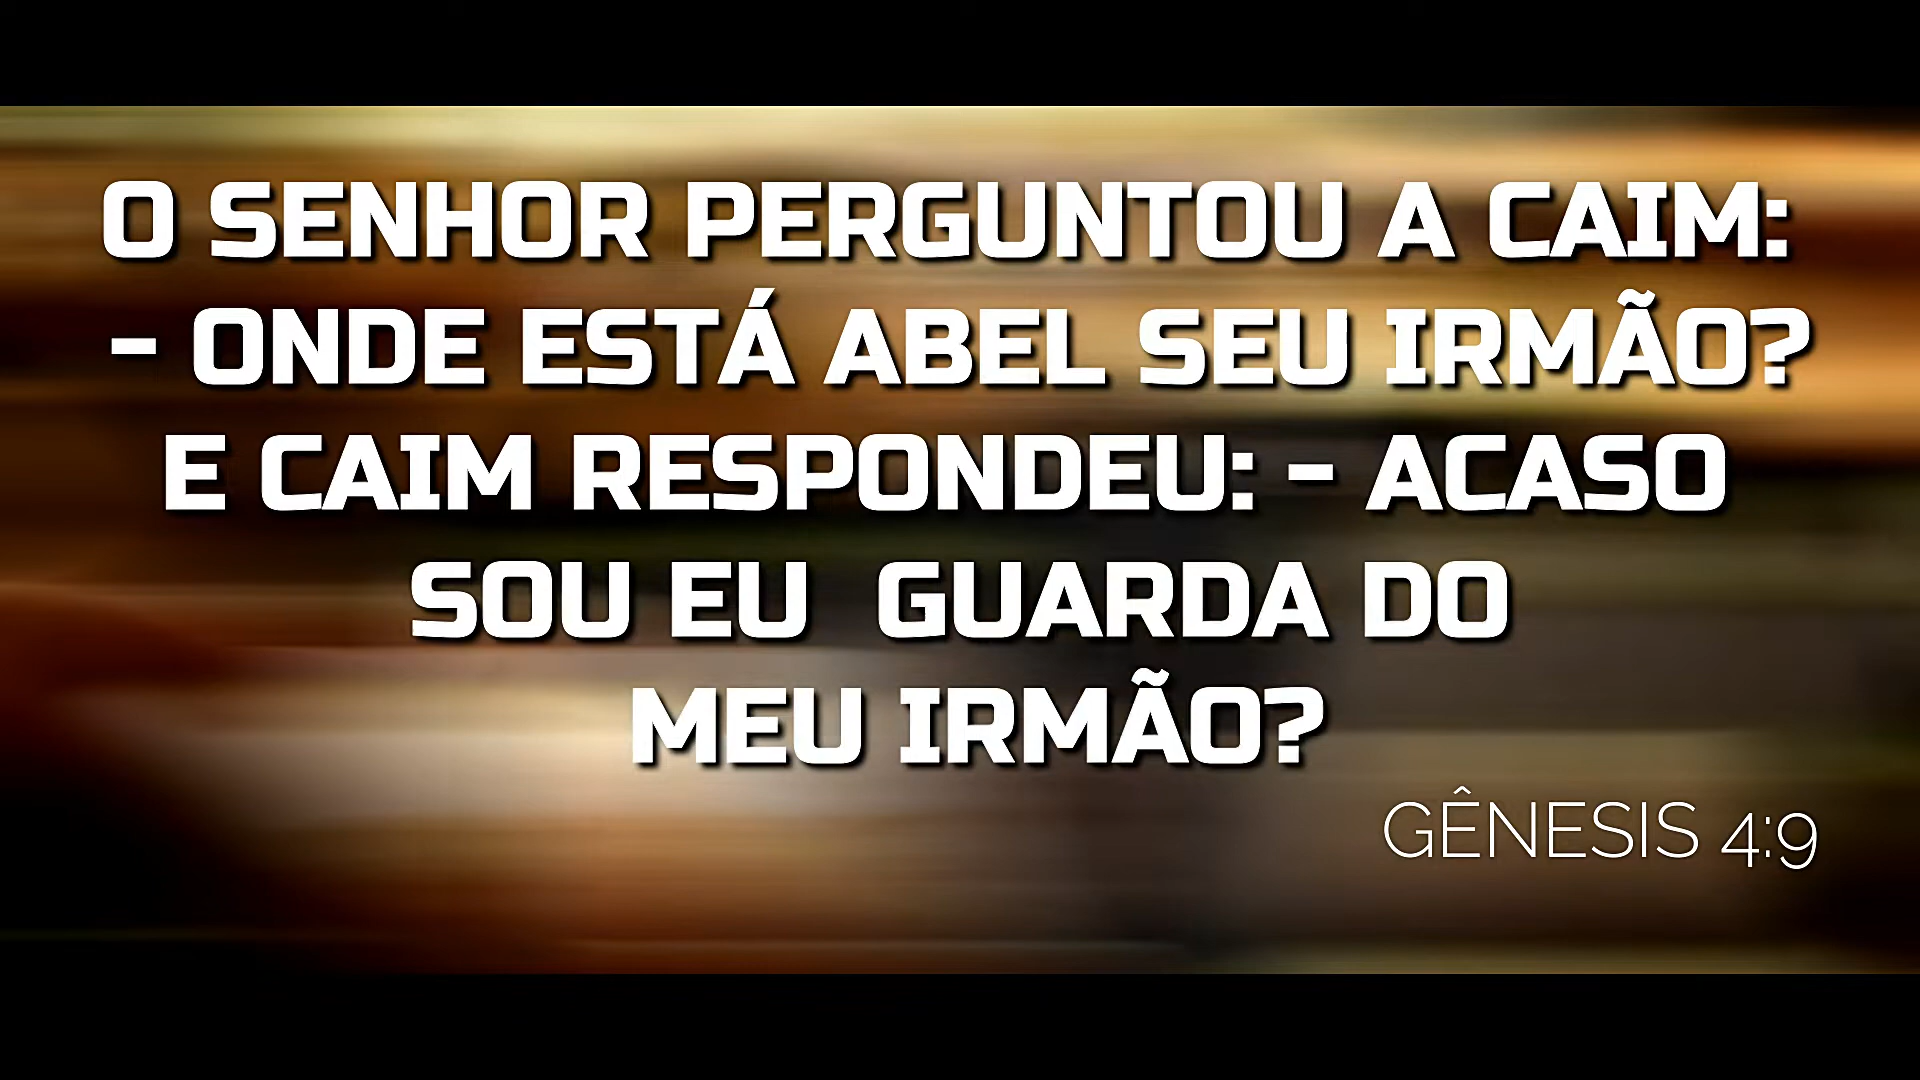 O SENHOR PERGUNTOU A CAIM:
- ONDE ESTÁ ABEL SEU IRMÃO?
E CAIM RESPONDEU: - ACASO
SOU EU  GUARDA DO
MEU IRMÃO?
GÊNESIS 4:9